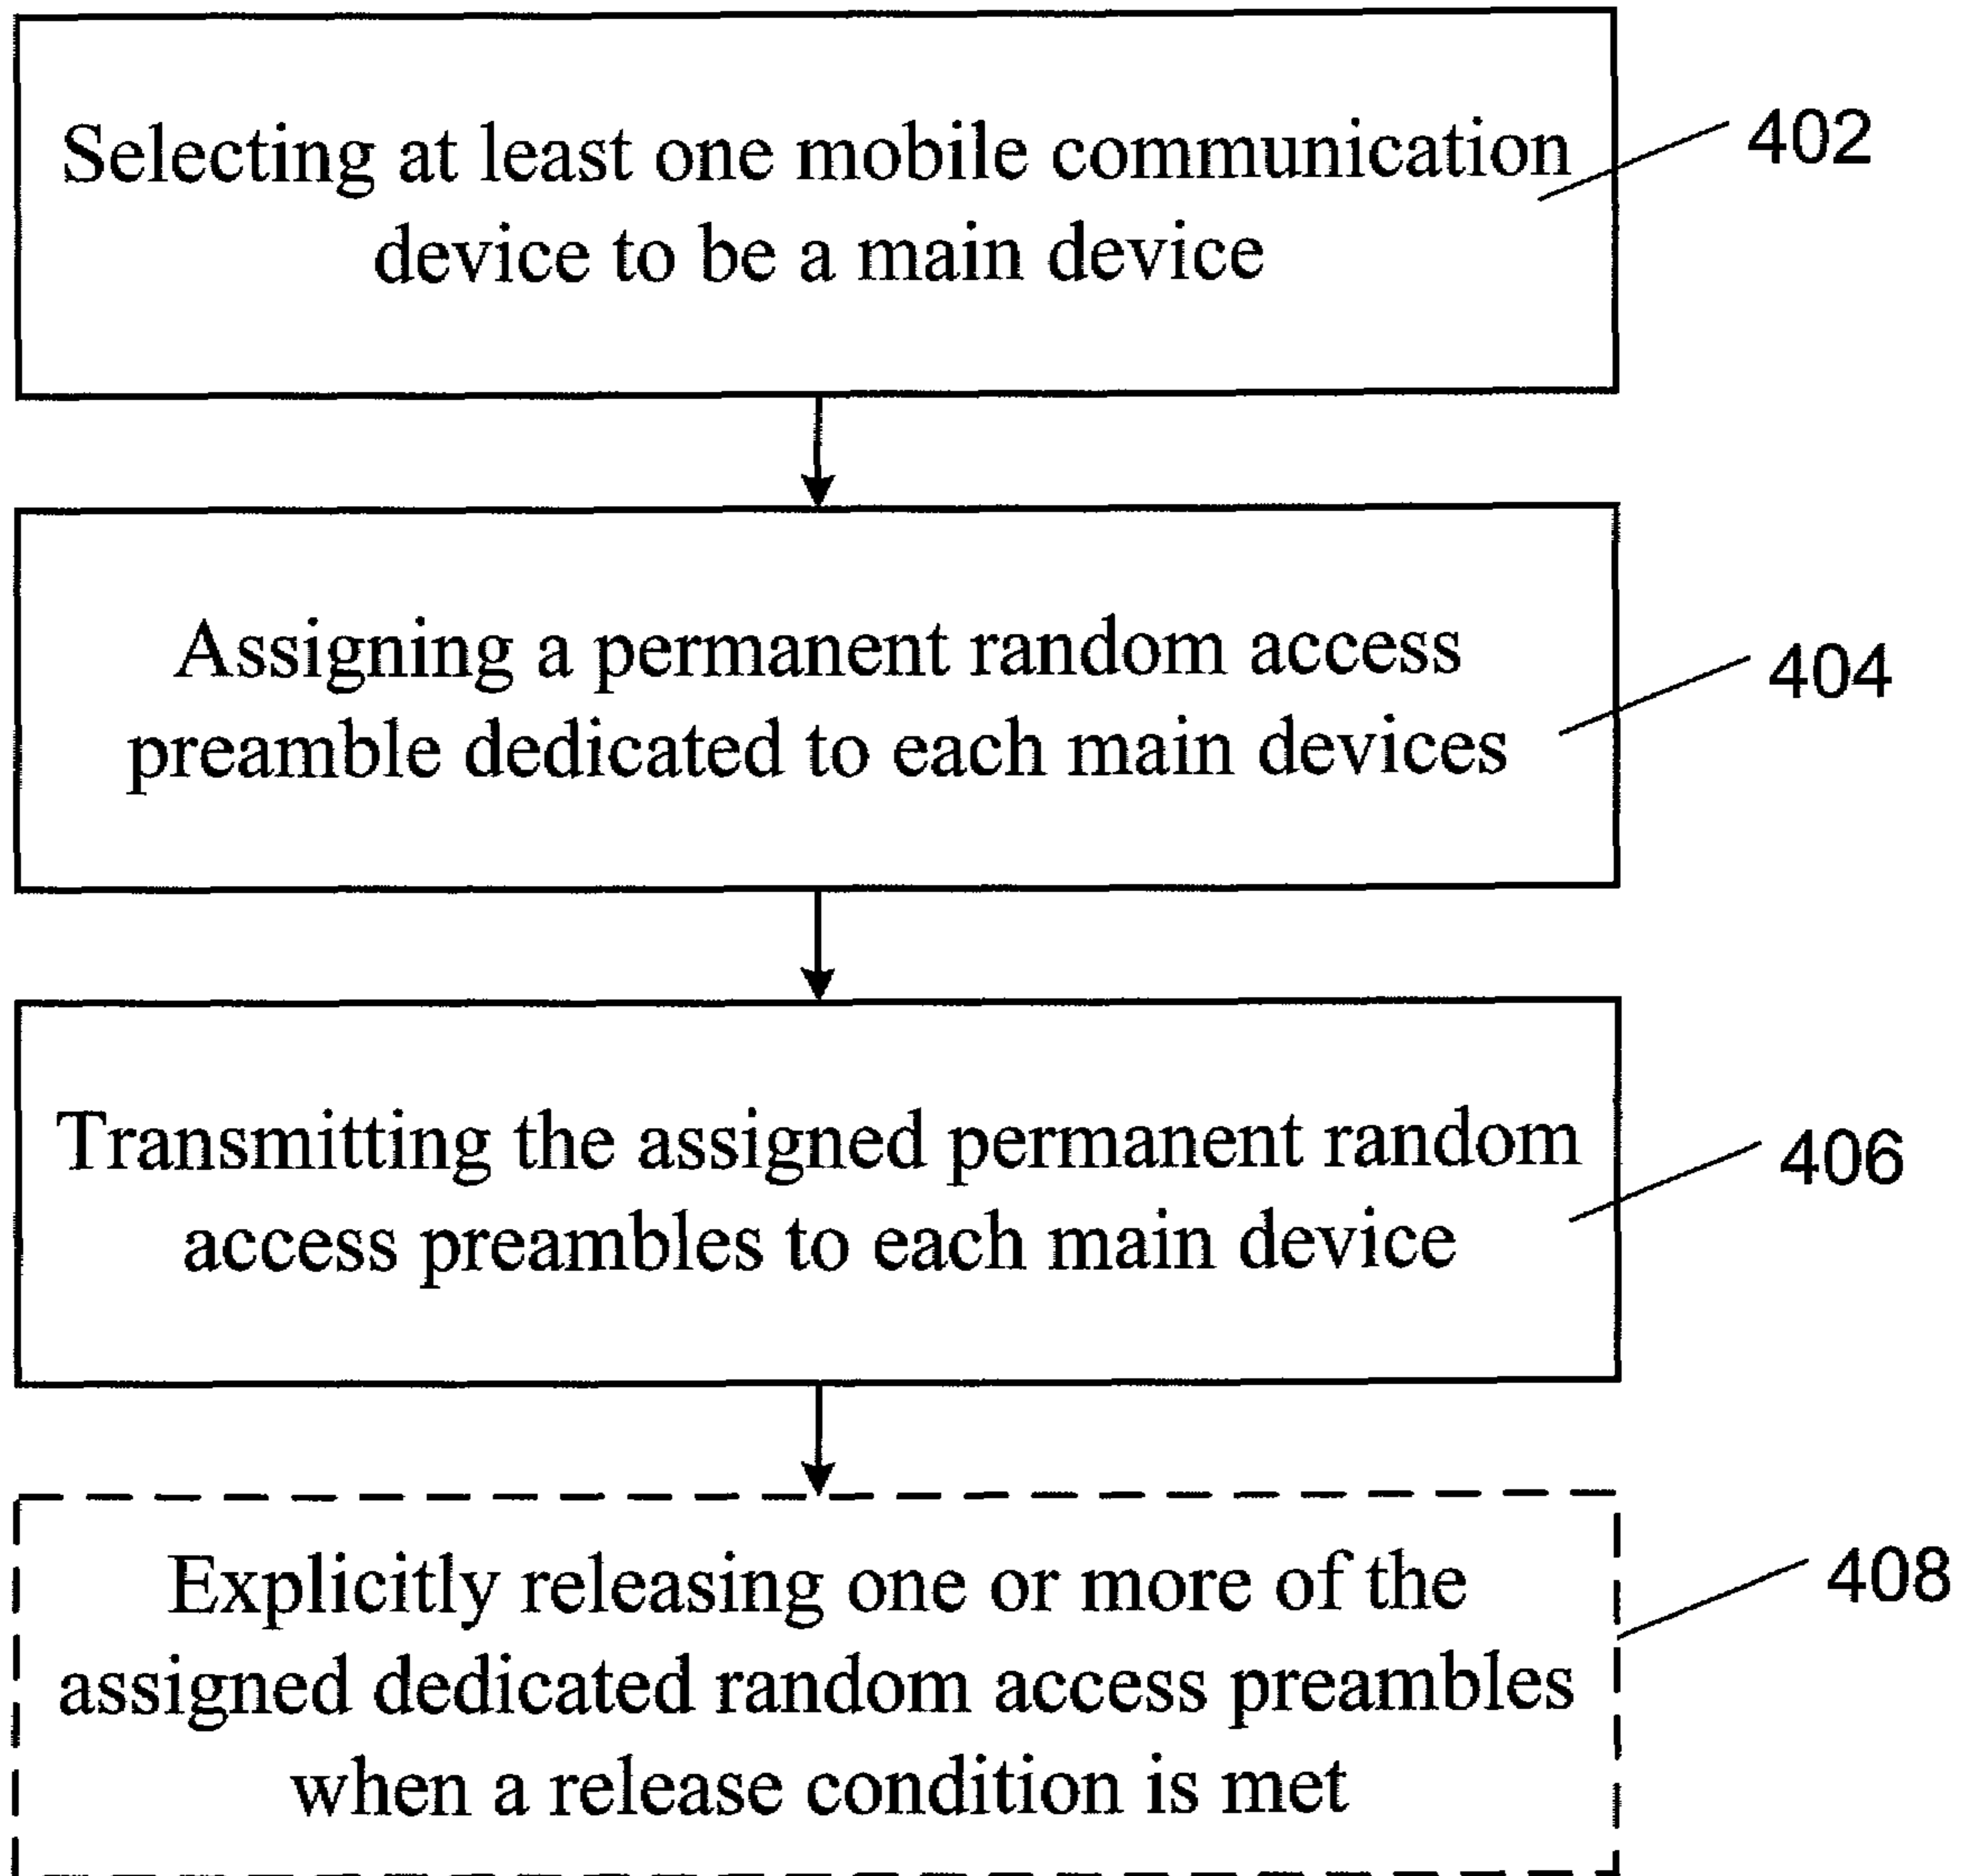 Selecting at least one mobile communication
device to be a main device
402
Assigning a permanent random access
preamble dedicated to each main devices
404
Transmitting the assigned permanent random
access preambles to each main device
406
Explicitly releasing one or more of the
assigned dedicated random access preambles
when a release condition is met
408